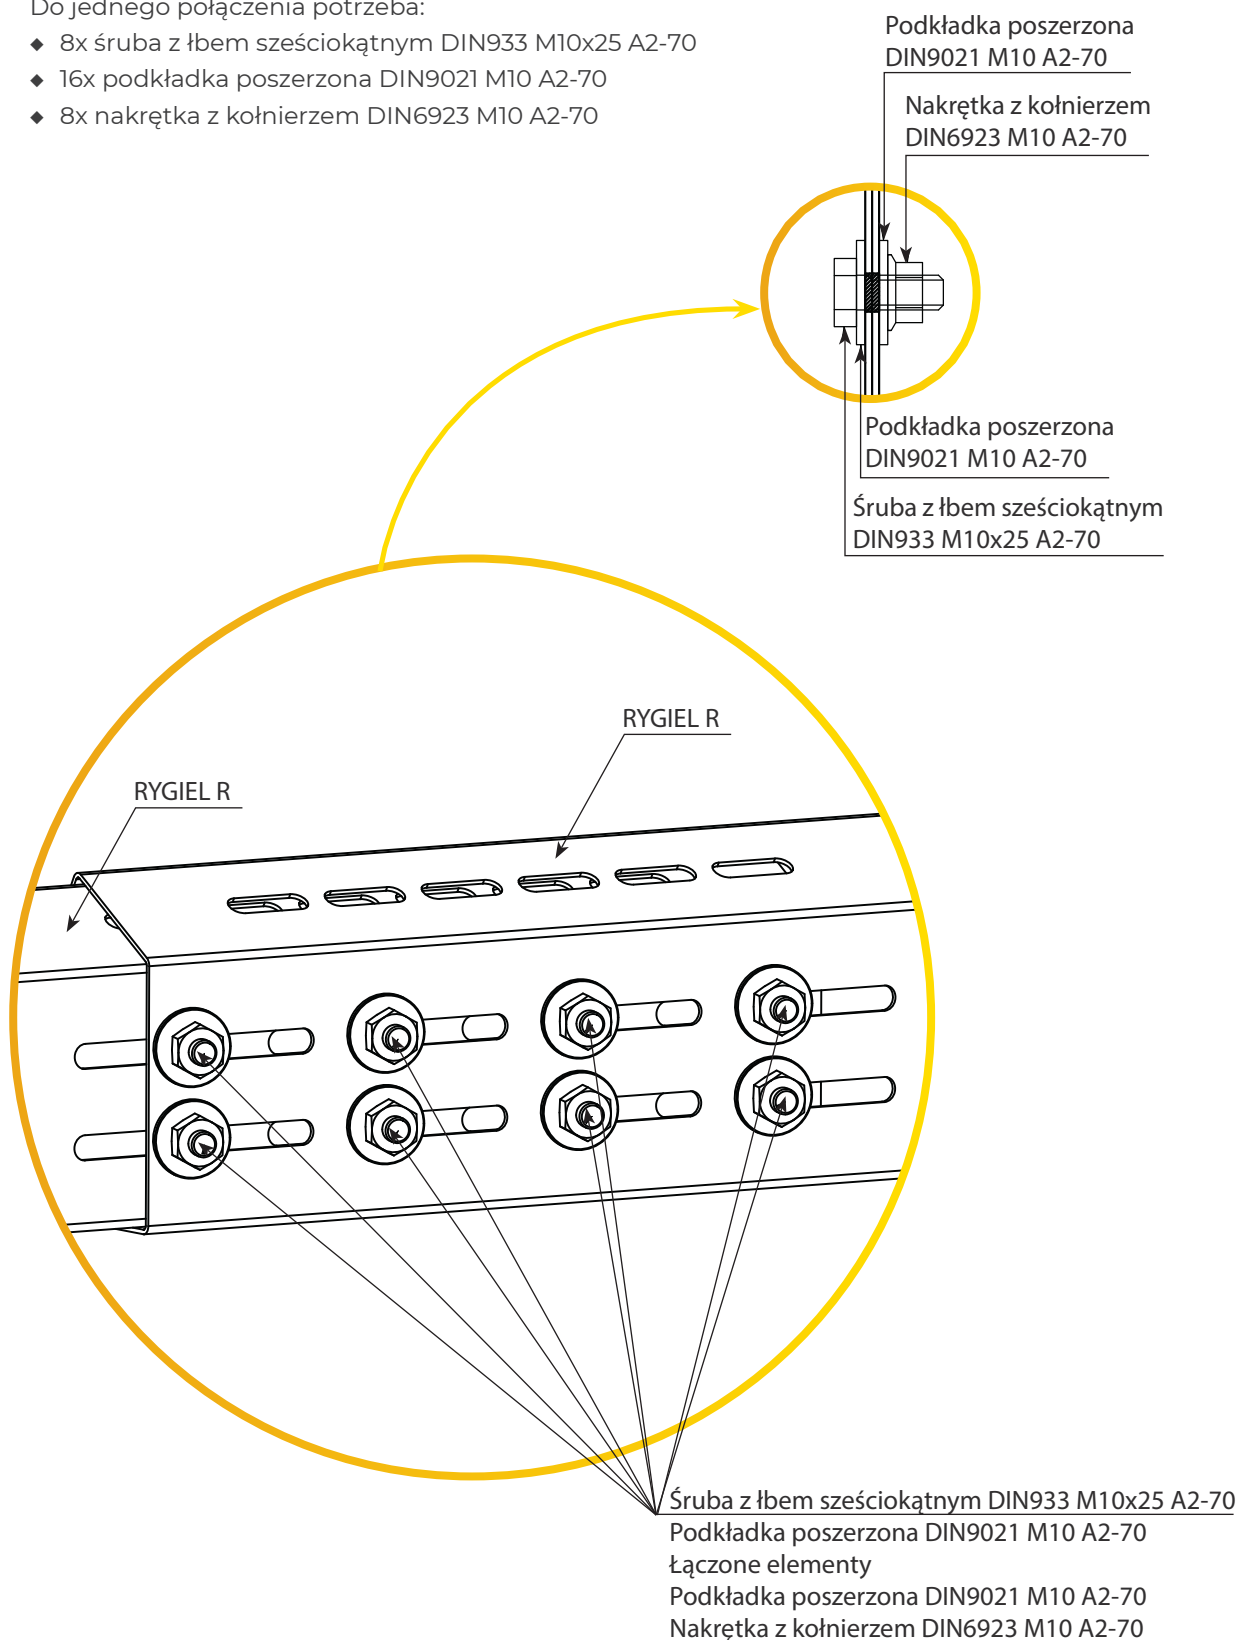 Do jednego połączenia potrzeba:
◆ 8x śruba z łbem sześciokątnym DIN933 M10x25 A2-70
◆ 16x podkładka poszerzona DIN9021 M10 A2-70
◆ 8x nakrętka z kołnierzem DIN6923 M10 A2-70
Podkładka poszerzona
DIN9021 M10 A2-70
Nakrętka z kołnierzem
DIN6923 M10 A2-70
Podkładka poszerzona
DIN9021 M10 A2-70
Śruba z łbem sześciokątnym
DIN933 M10x25 A2-70
RYGIEL R
RYGIEL R
Śruba z łbem sześciokątnym DIN933 M10x25 A2-70
Podkładka poszerzona DIN9021 M10 A2-70
Łączone elementy
Podkładka poszerzona DIN9021 M10 A2-70
Nakrętka z kołnierzem DIN6923 M10 A2-70